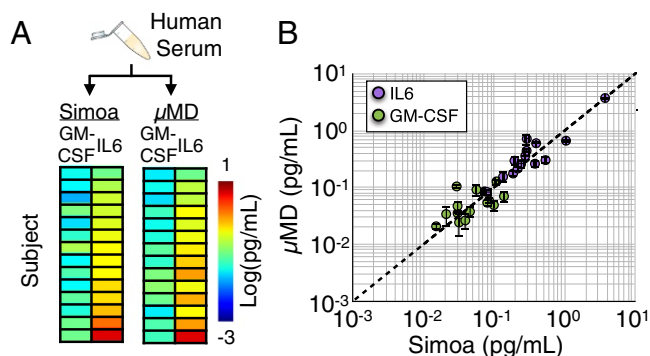 A
Human
Serum
Simoa
µMD
GM-
CSF
IL6
GM-
CSF
IL6
Subject
1
Log(pg/mL)
-3
B
IL6
GM-CSF
µMD (pg/mL)
10¹
10⁰
10⁻¹
10⁻²
10⁻³
10⁻³
10⁻²
10⁻¹
10⁰
10¹
Simoa (pg/mL)